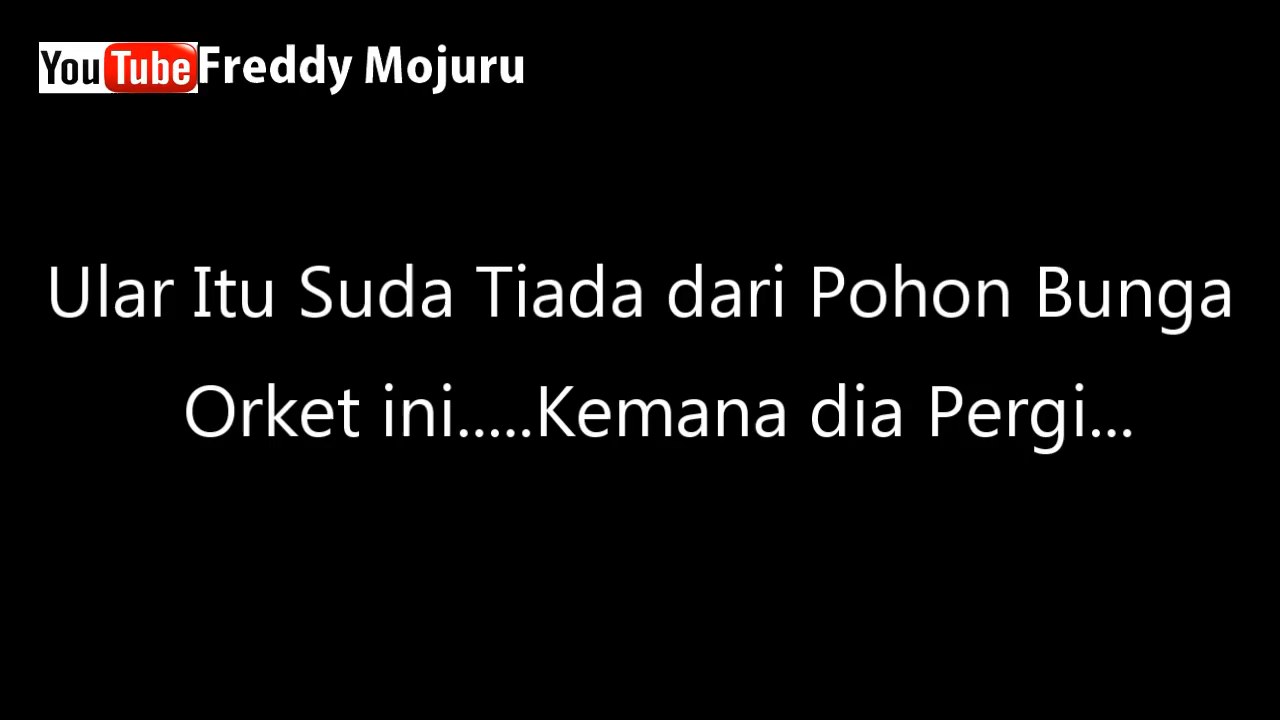 YouTube Freddy Mojuru
Ular Itu Suda Tiada dari Pohon Bunga
Orket ini.....Kemana dia Pergi...